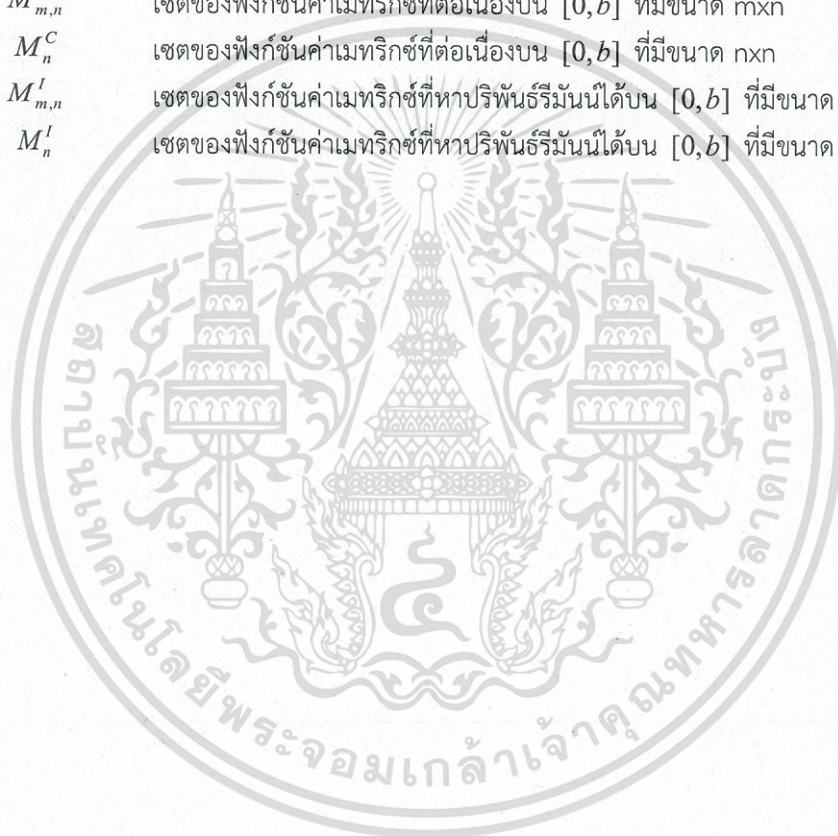 M_{m,n} เซตของฟังก์ชันค่าเมทริกซ์ที่ต่อเนื่องบน [0,b] ที่มีขนาด mxn
M_n^C เซตของฟังก์ชันค่าเมทริกซ์ที่ต่อเนื่องบน [0,b] ที่มีขนาด nxn
M_{m,n}^I เซตของฟังก์ชันค่าเมทริกซ์ที่หาปริพันธ์รีมันน์ได้บน [0,b] ที่มีขนาด
M_n^I เซตของฟังก์ชันค่าเมทริกซ์ที่หาปริพันธ์รีมันน์ได้บน [0,b] ที่มีขนาด
สถาบันเทคโนโลยีพระจอมเกล้าเจ้าคุณทหารลาดกระบัง